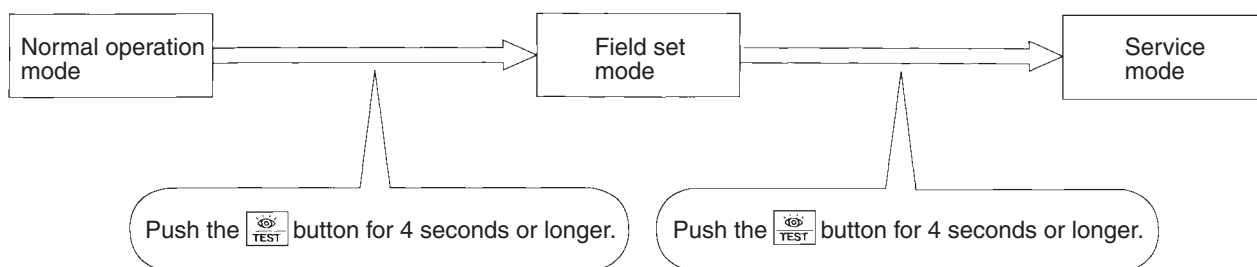 Normal operation
mode
Field set
mode
Service
mode
Push the TEST button for 4 seconds or longer.
Push the TEST button for 4 seconds or longer.